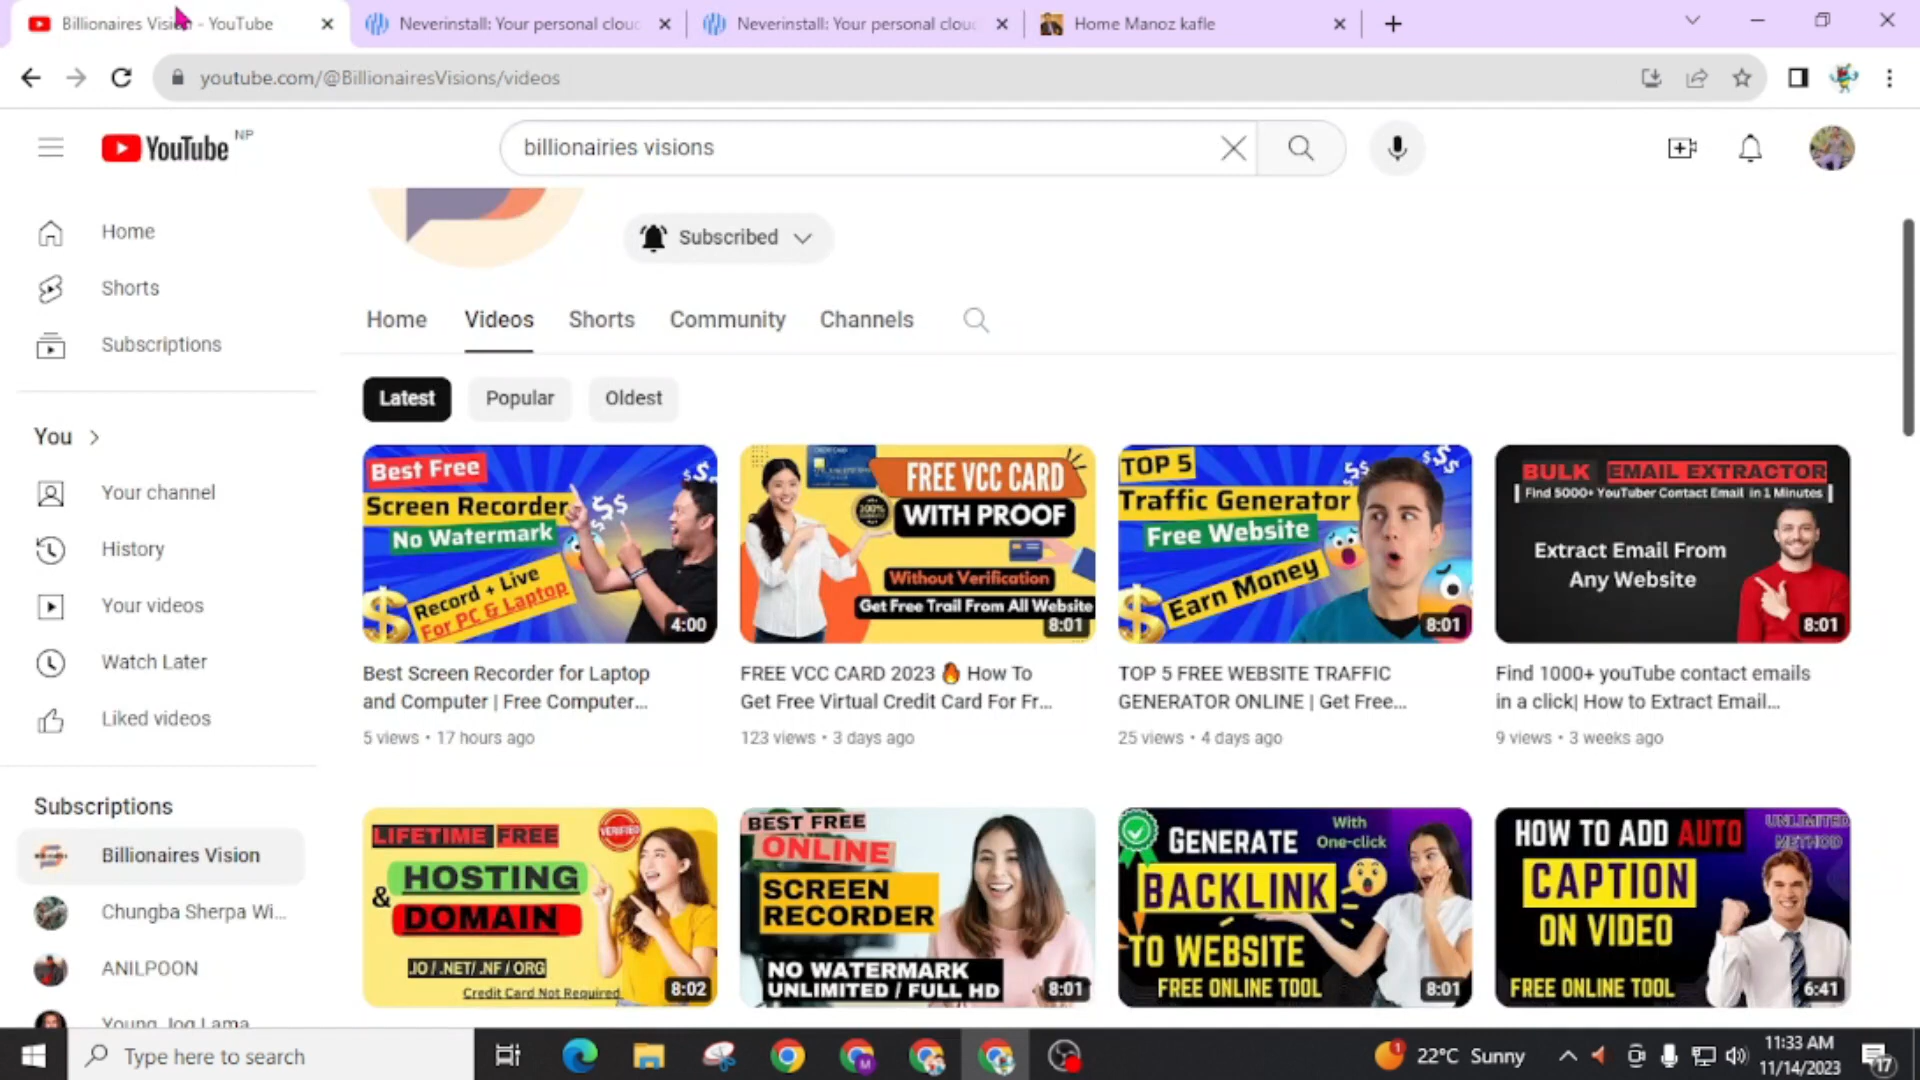 Billionaires Vision - YouTube
Neverinstall: Your personal clou
Neverinstall: Your personal clou
Home Manoz kafle
youtube.com/@BillionairesVisions/videos
YouTube NP
billionairies visions
Subscribed
Home
Shorts
Subscriptions
You
Your channel
History
Your videos
Watch Later
Liked videos
Subscriptions
Billionaires Vision
Chungba Sherpa Wi...
ANILPOON
Young Jog Lama
Home Videos Shorts Community Channels
Latest Popular Oldest
Best Free
Screen Recorder
No Watermark
Record + Live
For PC & Laptop
4:00
Best Screen Recorder for Laptop
and Computer | Free Computer...
5 views • 17 hours ago
CREDIT CARD
FREE VCC CARD
100%
WITH PROOF
Without Verification
Get Free Trail From All Website
8:01
FREE VCC CARD 2023 🔥 How To
Get Free Virtual Credit Card For Fr...
123 views • 3 days ago
TOP 5
Traffic Generator
Free Website
Earn Money
8:01
TOP 5 FREE WEBSITE TRAFFIC
GENERATOR ONLINE | Get Free...
25 views • 4 days ago
BULK EMAIL EXTRACTOR
| Find 5000+ YouTuber Contact Email in 1 Minutes |
Extract Email From
Any Website
8:01
Find 1000+ youTube contact emails
in a click| How to Extract Email...
9 views • 3 weeks ago
LIFETIME FREE
VERIFIED
HOSTING
&
DOMAIN
.IO / .NET/ .NF / ORG
Credit Card Not Required
8:02
BEST FREE
ONLINE
SCREEN
RECORDER
NO WATERMARK
UNLIMITED / FULL HD
8:01
GENERATE
With
One-click
BACKLINK
TO WEBSITE
FREE ONLINE TOOL
8:01
HOW TO ADD AUTO
UNLIMITED
METHOD
CAPTION
ON VIDEO
FREE ONLINE TOOL
6:41
Type here to search
M
1
22°C Sunny
11:33 AM
11/14/2023
17